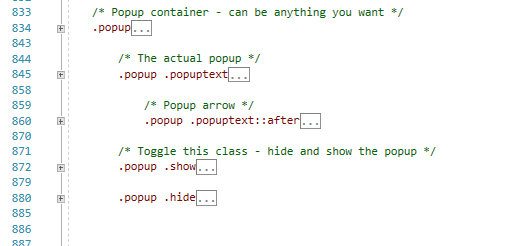 833 /* Popup container - can be anything you want */
834 .popup...
843
844 /* The actual popup */
845 .popup .popuptext...
858
859 /* Popup arrow */
860 .popup .popuptext::after...
870
871 /* Toggle this class - hide and show the popup */
872 .popup .show...
879
880 .popup .hide...
885
886
887